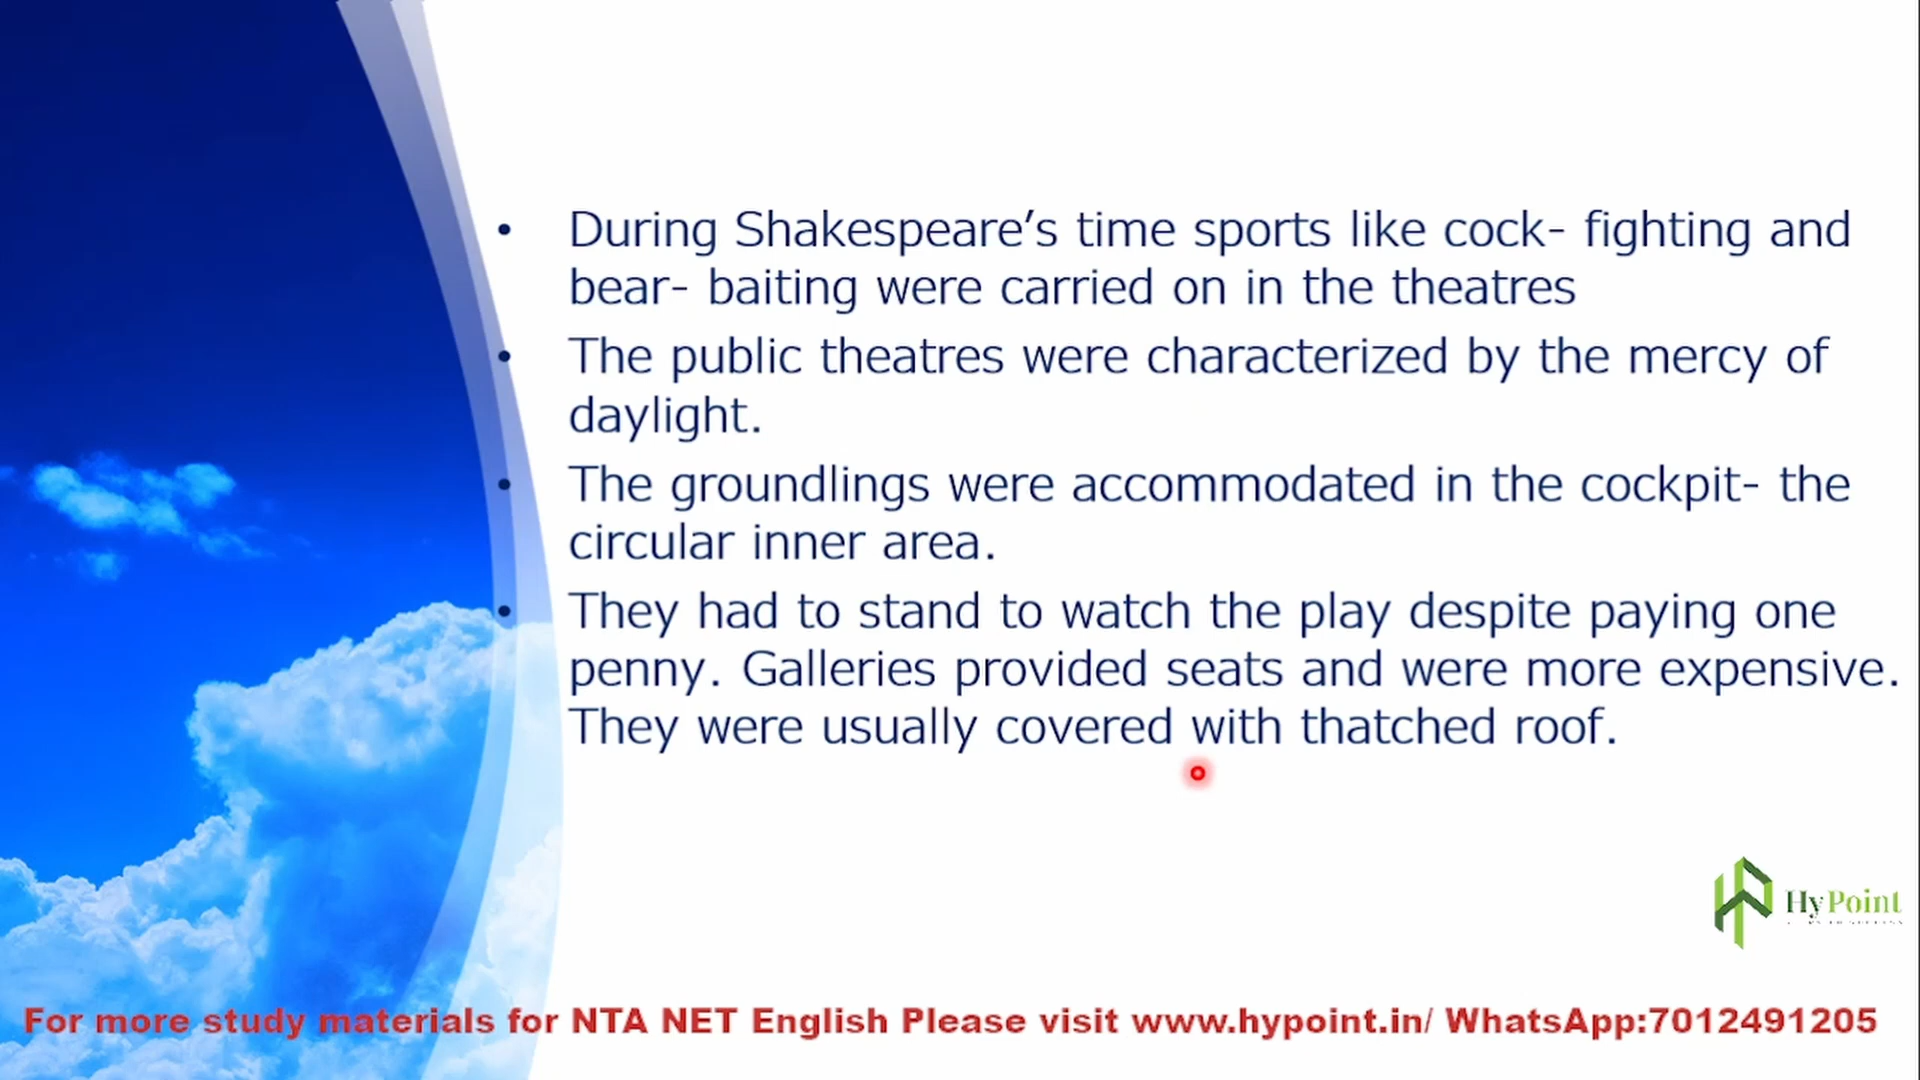 • During Shakespeare’s time sports like cock- fighting and
bear- baiting were carried on in the theatres
• The public theatres were characterized by the mercy of
daylight.
• The groundlings were accommodated in the cockpit- the
circular inner area.
• They had to stand to watch the play despite paying one
penny. Galleries provided seats and were more expensive.
They were usually covered with thatched roof.
HyPoint
For more study materials for NTA NET English Please visit www.hypoint.in/ WhatsApp:7012491205